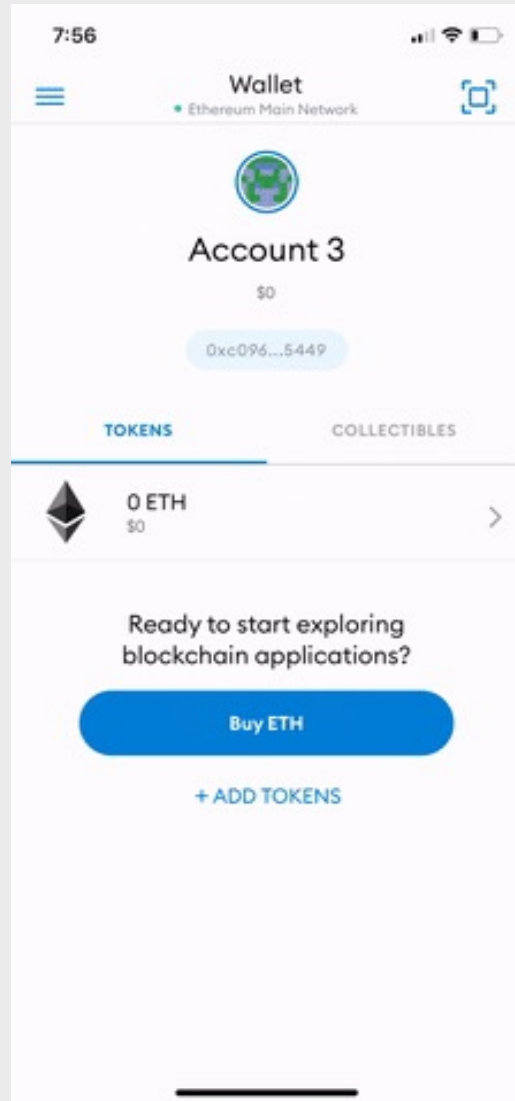 7:56
Wallet
Ethereum Main Network
Account 3
$0
0xc096...5449
TOKENS COLLECTIBLES
0 ETH
$0
Ready to start exploring
blockchain applications?
Buy ETH
+ ADD TOKENS